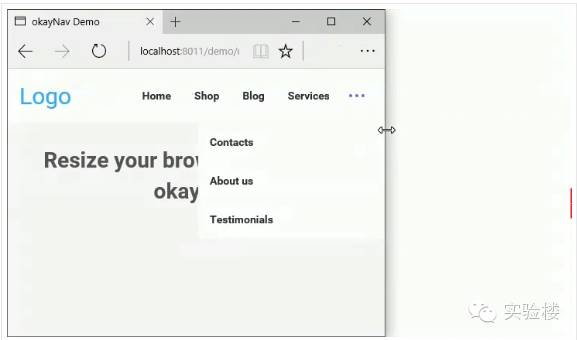 okayNav Demo
localhost:8011/demo/
Logo
Home Shop Blog Services
Contacts
About us
Testimonials
Resize your brow
okay
实验楼